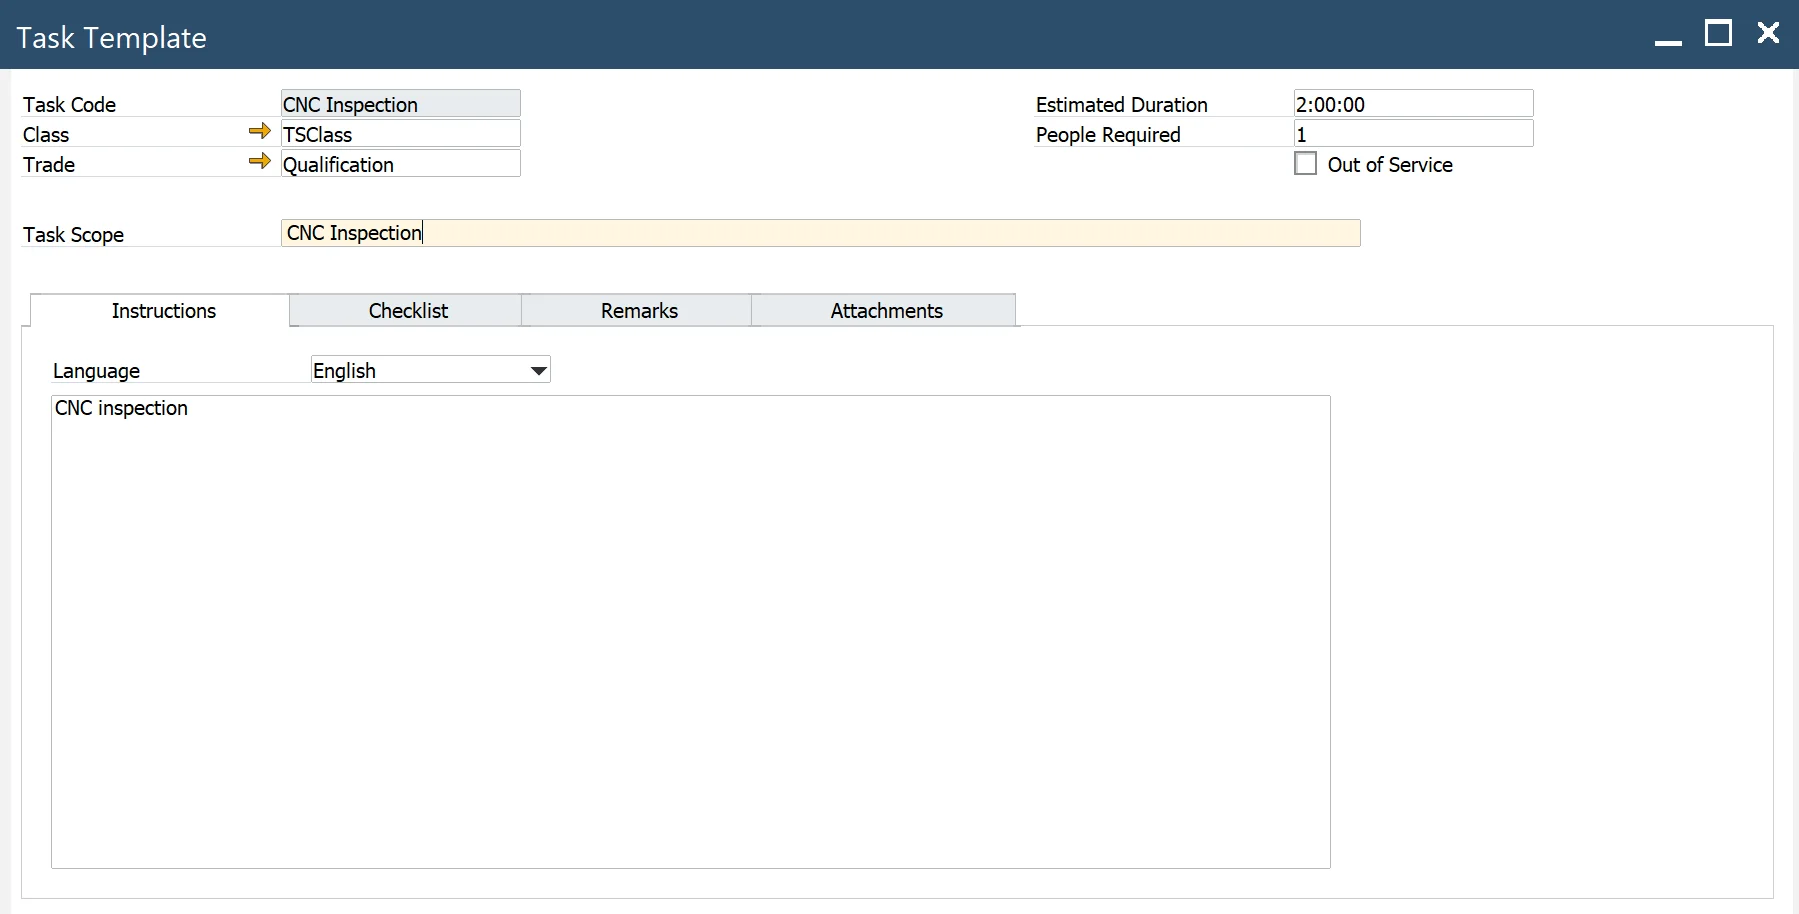 Task Template
Task Code CNC Inspection
Class TSClass
Trade Qualification
Estimated Duration 2:00:00
People Required 1
Out of Service
Task Scope CNC Inspection
Instructions Checklist Remarks Attachments
Language English
CNC inspection